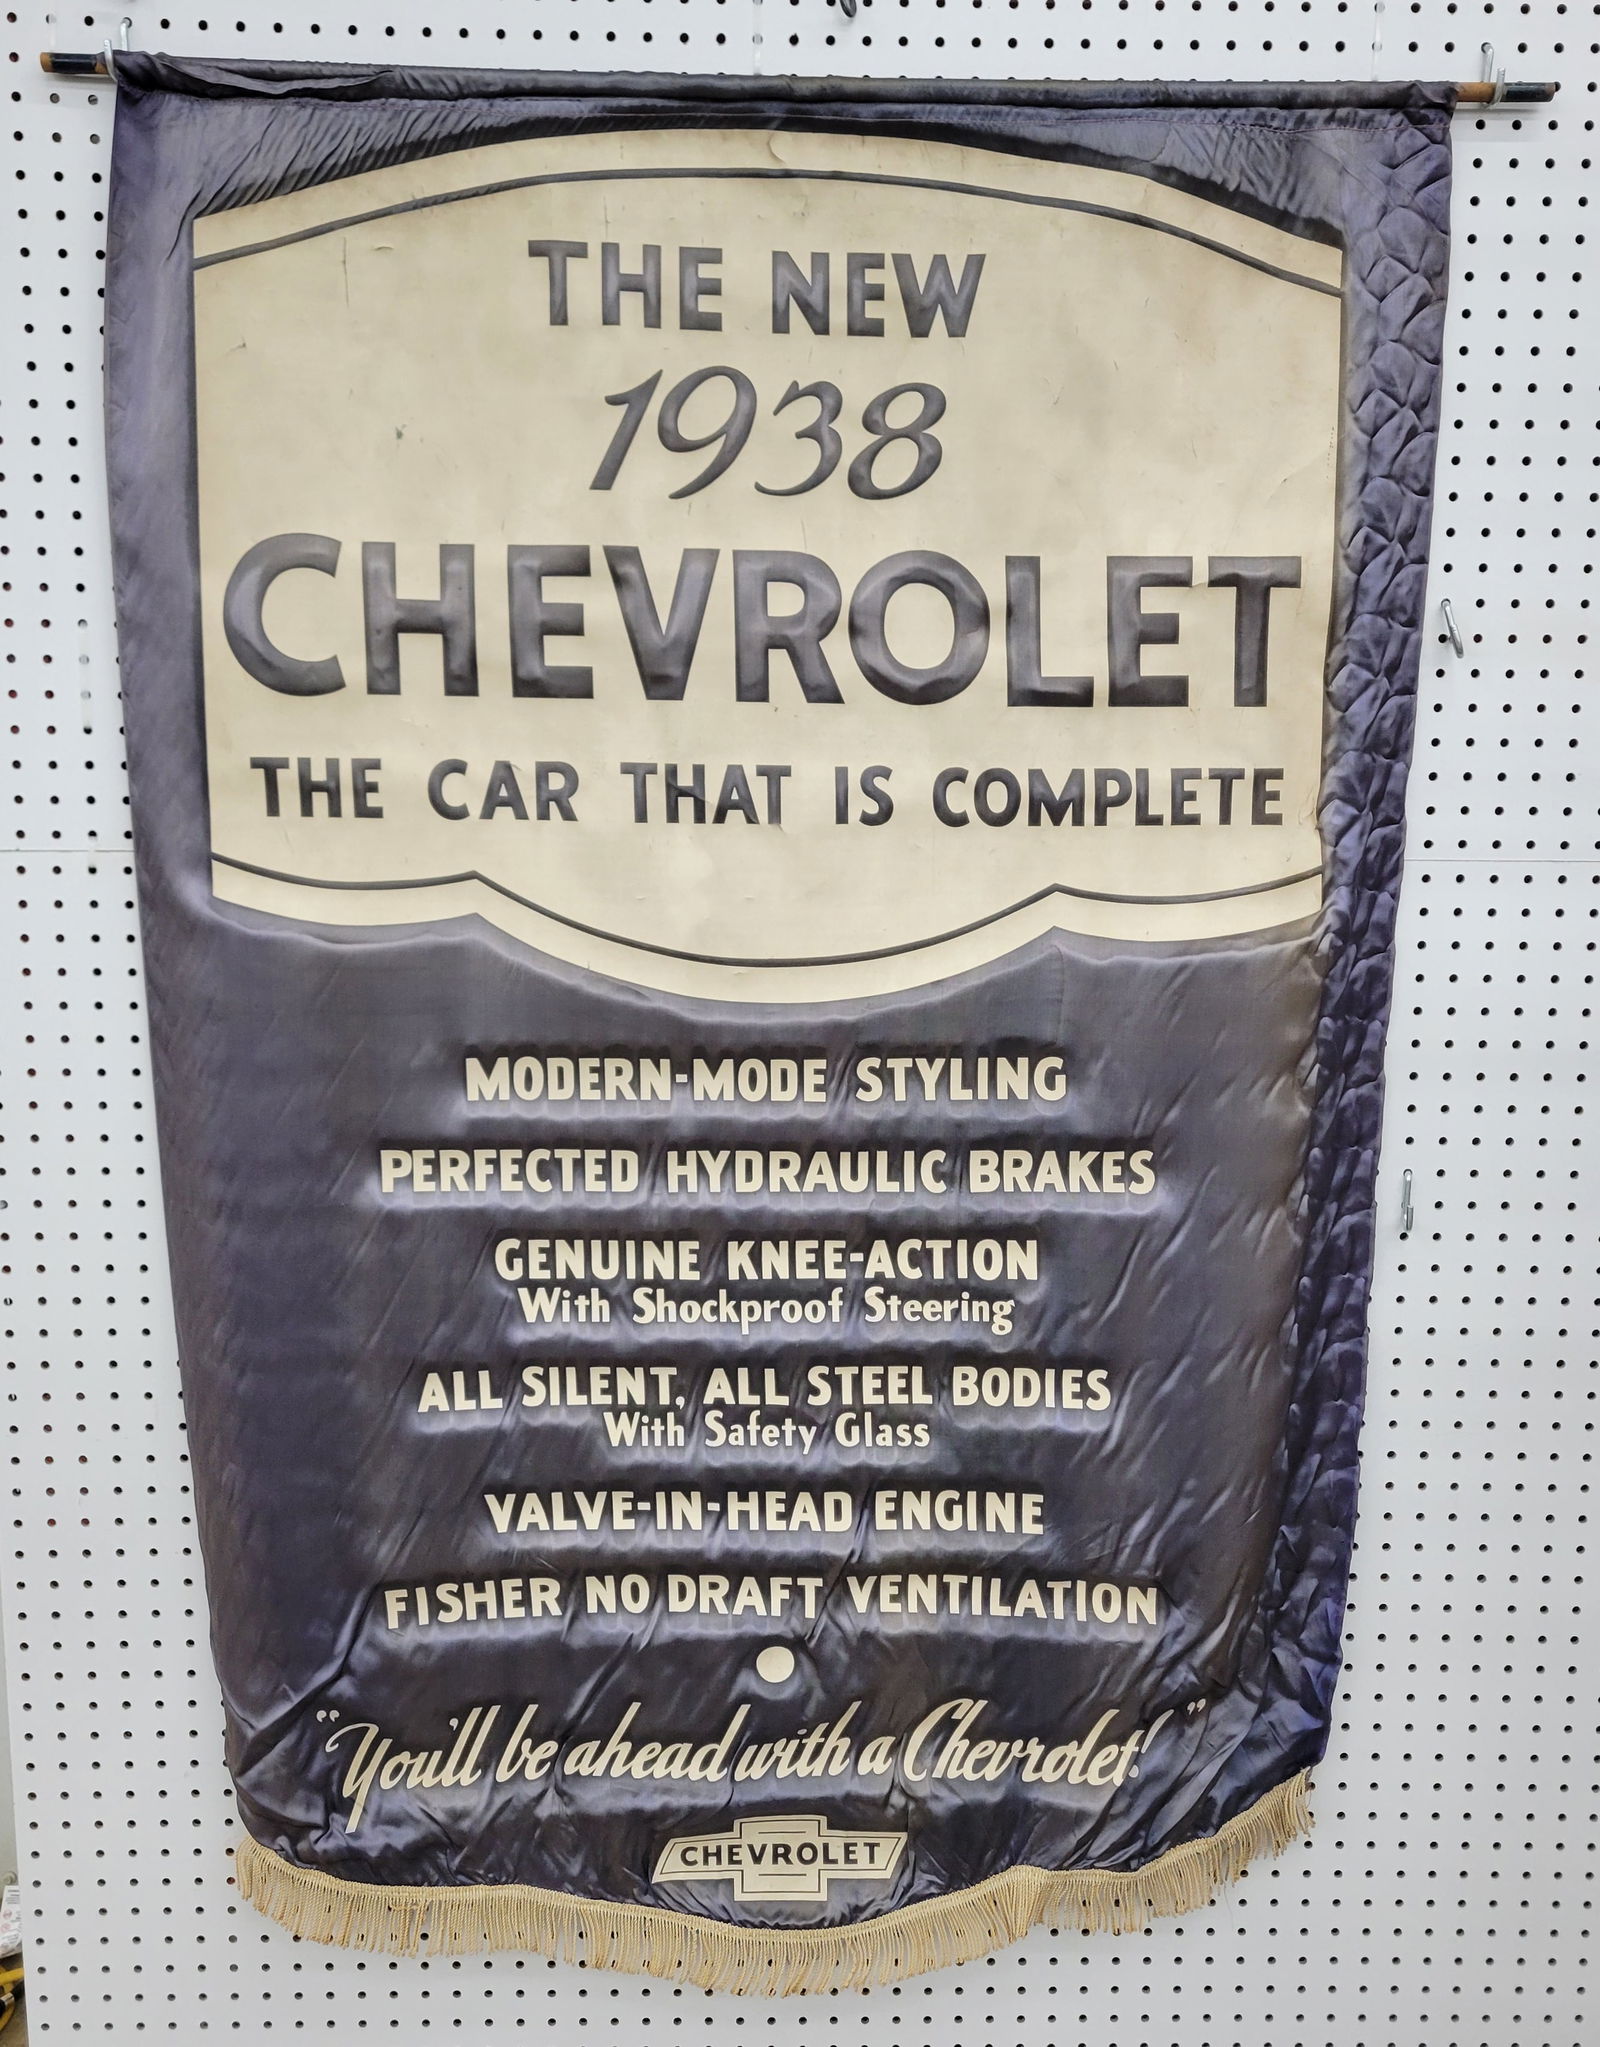 THE NEW
1938
CHEVROLET
THE CAR THAT IS COMPLETE
MODERN-MODE STYLING
PERFECTED HYDRAULIC BRAKES
GENUINE KNEE-ACTION
With Shockproof Steering
ALL SILENT, ALL STEEL BODIES
With Safety Glass
VALVE-IN-HEAD ENGINE
FISHER NO DRAFT VENTILATION
"You'll be ahead with a Chevrolet!"
CHEVROLET